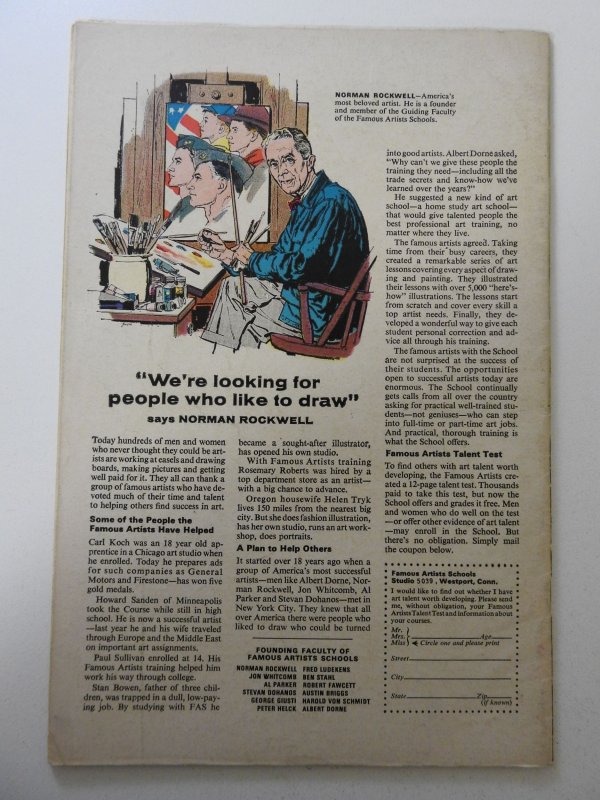 NORMAN ROCKWELL—America's
most beloved artist. He is a founder
and member of the Guiding Faculty
of the Famous Artists Schools.
"We're looking for
people who like to draw"
says NORMAN ROCKWELL
Today hundreds of men and women
who never thought they could be art-
ists are working at easels and drawing
boards, making pictures and getting
well paid for it. They all can thank a
group of famous artists who have de-
voted much of their time and talent
to helping others find success in art.
Some of the People the
Famous Artists Have Helped
Carl Koch was an 18 year old ap-
prentice in a Chicago art studio when
he enrolled. Today he prepares ads
for such companies as General
Motors and Firestone—has won five
gold medals.
Howard Sanden of Minneapolis
took the Course while still in high
school. He is now a successful artist
—last year he and his wife traveled
through Europe and the Middle East
on important art assignments.
Paul Sullivan enrolled at 14. His
Famous Artists training helped him
work his way through college.
Stan Bowen, father of three chil-
dren, was trapped in a dull, low-pay-
ing job. By studying with FAS he
became a sought-after illustrator,
has opened his own studio.
With Famous Artists training
Rosemary Roberts was hired by a
top department store as an artist—
with a big chance to advance.
Oregon housewife Helen Tryk
lives 150 miles from the nearest big
city. But she does fashion illustration,
has her own studio, runs an art work-
shop, does portraits.
A Plan to Help Others
It started over 18 years ago when a
group of America's most successful
artists—men like Albert Dorne, Nor-
man Rockwell, Jon Whitcomb, Al
Parker and Stevan Dohanos—met in
New York City. They knew that all
over America there were people who
liked to draw who could be turned
FOUNDING FACULTY OF
FAMOUS ARTISTS SCHOOLS
NORMAN ROCKWELL FRED LUDEKENS
JON WHITCOMB BEN STAHL
AL PARKER ROBERT FAWCETT
STEVAN DOHANOS AUSTIN BRIGGS
GEORGE GIUSTI HAROLD VON SCHMIDT
PETER HELCK ALBERT DORNE
into good artists. Albert Dorne asked,
"Why can't we give these people the
training they need—including all the
trade secrets and know-how we've
learned over the years?"
He suggested a new kind of art
school—a home study art school—
that would give talented people the
best professional art training, no
matter where they live.
The famous artists agreed. Taking
time from their busy careers, they
created a remarkable series of art
lessons covering every aspect of draw-
ing and painting. They illustrated
their lessons with over 5,000 "here's-
how" illustrations. The lessons start
from scratch and cover every skill a
top artist needs. Finally, they de-
veloped a wonderful way to give each
student personal correction and ad-
vice all through his training.
The famous artists with the School
are not surprised at the success of
their students. The opportunities
open to successful artists today are
enormous. The School continually
gets calls from all over the country
asking for practical well-trained stu-
dents—not geniuses—who can step
into full-time or part-time art jobs.
And practical, thorough training is
what the School offers.
Famous Artists Talent Test
To find others with art talent worth
developing, the Famous Artists cre-
ated a 12-page talent test. Thousands
paid to take this test, but now the
School offers and grades it free. Men
and women who do well on the test
—or offer other evidence of art talent
—may enroll in the School. But
there's no obligation. Simply mail
the coupon below.
Famous Artists Schools
Studio 5039, Westport, Conn.
I would like to find out whether I have
art talent worth developing. Please send
me, without obligation, your Famous
Artists Talent Test and information about
your courses.
Mr.
Mrs. Age
Miss Circle one and please print
Street
City
State Zip
(if known)